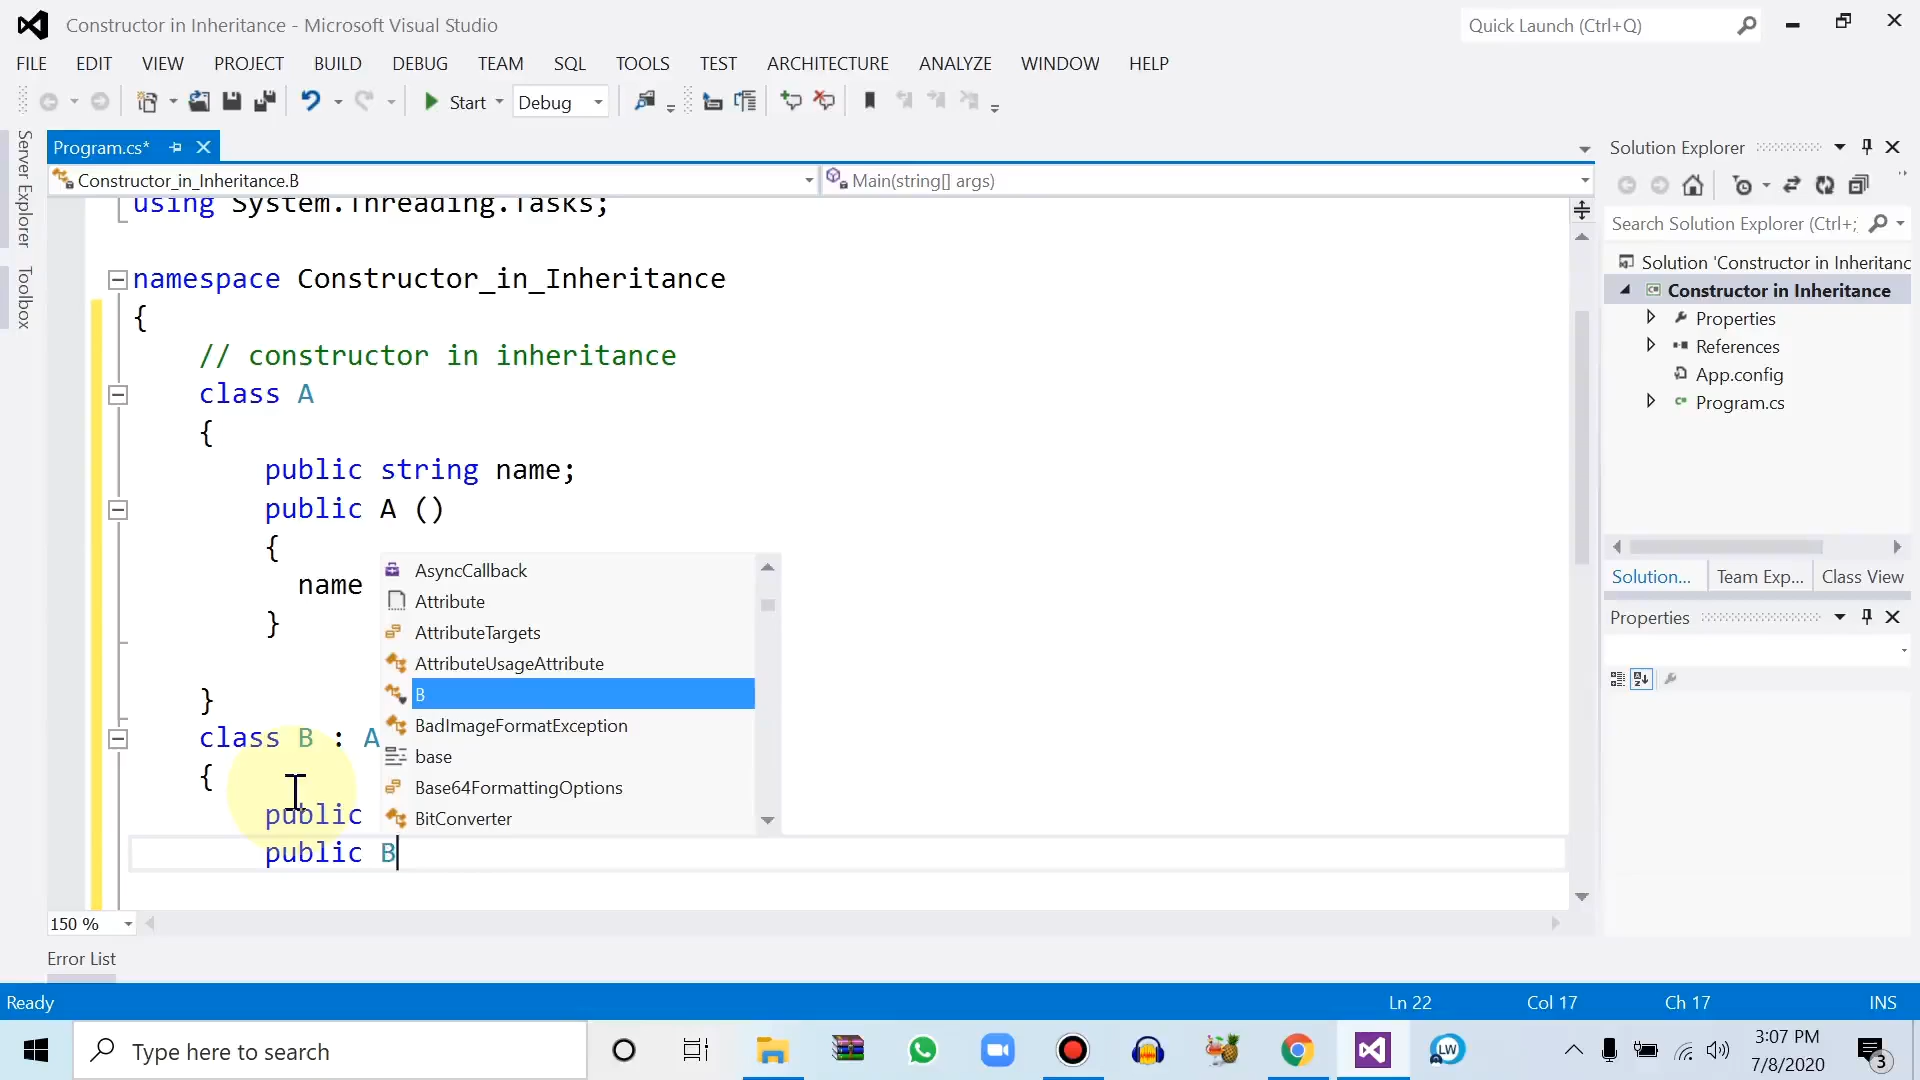 Constructor in Inheritance - Microsoft Visual Studio
Quick Launch (Ctrl+Q)
FILE EDIT VIEW PROJECT BUILD DEBUG TEAM SQL TOOLS TEST ARCHITECTURE ANALYZE WINDOW HELP
Start Debug
Server Explorer
Toolbox
Program.cs*
Constructor_in_Inheritance.B
Main(string[] args)
using System.Threading.Tasks;
namespace Constructor_in_Inheritance
{
// constructor in inheritance
class A
{
public string name;
public A ()
{
name
}
}
class B : A
{
public
public B
AsyncCallback
Attribute
AttributeTargets
AttributeUsageAttribute
B
BadImageFormatException
base
Base64FormattingOptions
BitConverter
150 %
Error List
Solution Explorer
Search Solution Explorer (Ctrl+;
Solution 'Constructor in Inheritanc
Constructor in Inheritance
Properties
References
App.config
Program.cs
Solution... Team Exp... Class View
Properties
Ready
Ln 22 Col 17 Ch 17 INS
Type here to search
LW
3:07 PM
7/8/2020
3